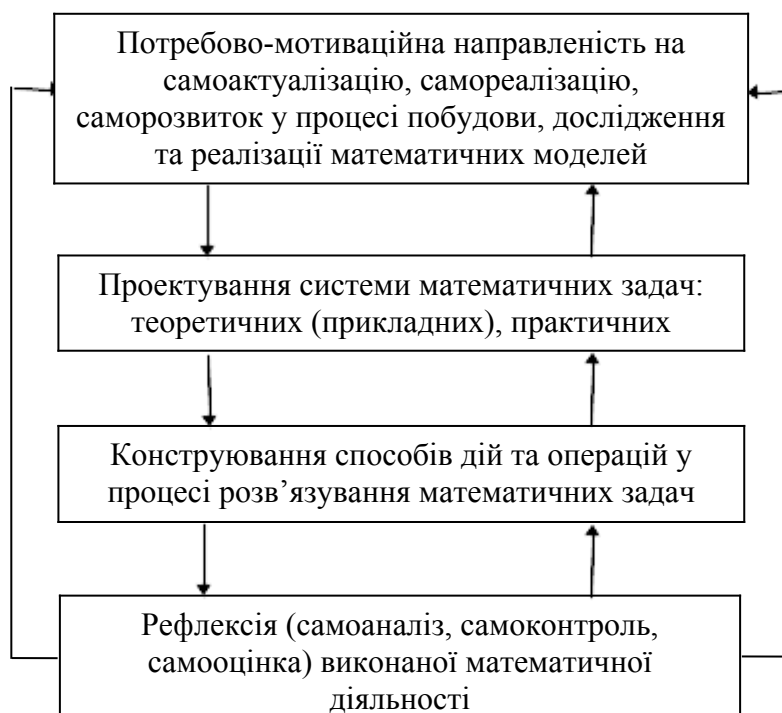 Потребово-мотиваційна направленість на
самоактуалізацію, самореалізацію,
саморозвиток у процесі побудови, дослідження
та реалізації математичних моделей
Проектування системи математичних задач:
теоретичних (прикладних), практичних
Конструювання способів дій та операцій у
процесі розв’язування математичних задач
Рефлексія (самоаналіз, самоконтроль,
самооцінка) виконаної математичної
діяльності